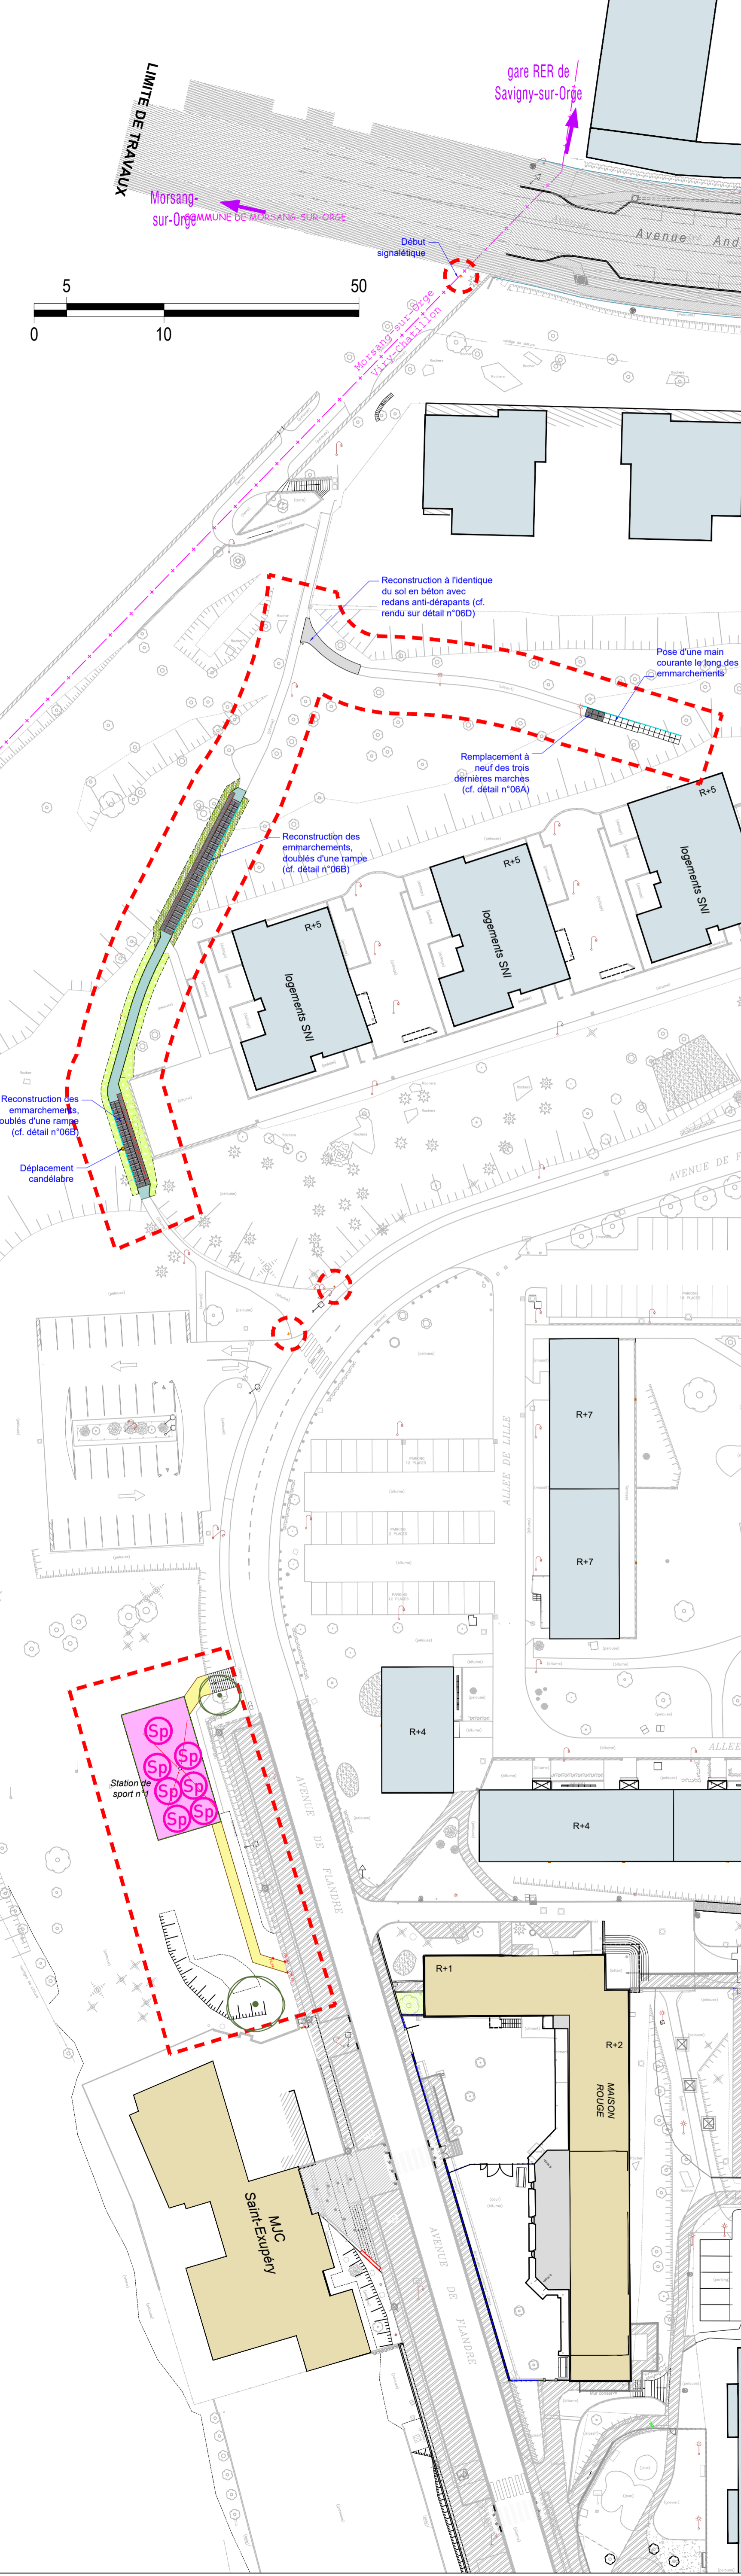 gare RER de
Savigny-sur-Orge
LIMITE DE TRAVAUX
Morsang-
sur-Orge
COMMUNE DE MORSANG-SUR-ORGE
AVENUE
Avenue And
Début
signalétique
5
50
0
10
Morsang-sur-Orge
Viry-Chatillon
Reconstruction à l'identique
du sol en béton avec
redans anti-dérapants (cf.
rendu sur détail n°06D)
Pose d'une main
courante le long des
emmarchements
Remplacement à
neuf des trois
dernières marches
(cf. détail n°06A)
R+5
logements SNI
Reconstruction des
emmarchements,
doublés d'une rampe
(cf. détail n°06B)
R+5
logements SNI
R+5
logements SNI
Reconstruction des
emmarchements,
oublés d'une rampe
(cf. détail n°06B)
Déplacement
candélabre
AVENUE DE F
ALLEE DE LILLE
R+7
R+7
PARKING
12 PLACES
R+4
ALLEE
R+4
Sp
Sp
Sp
Sp
Sp
Sp
Sp
Station de
sport n°1
AVENUE DE FLANDRE
R+1
R+2
MAISON
ROUGE
MJC
Saint-Exupéry
AVENUE DE FLANDRE